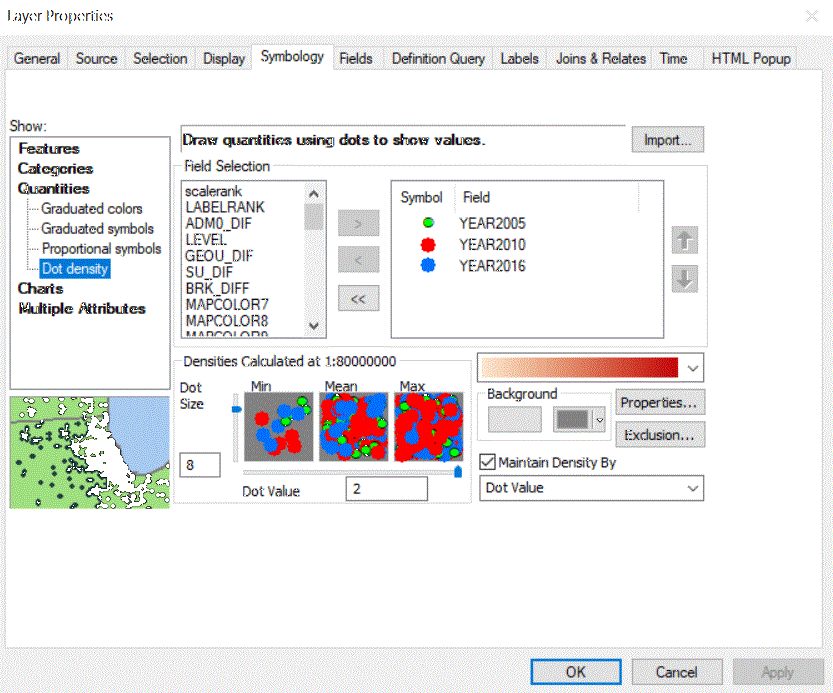 Layer Properties
General Source Selection Display Symbology Fields Definition Query Labels Joins & Relates Time HTML Popup
Show:
Features
Categories
Quantities
Graduated colors
Graduated symbols
Proportional symbols
Dot density
Charts
Multiple Attributes
Draw quantities using dots to show values.
Import...
Field Selection
scalerank
LABELRANK
ADM0_DIF
LEVEL
GEOU_DIF
SU_DIF
BRK_DIFF
MAPCOLOR7
MAPCOLOR8
MAPCOLOR9
>
<
<<
Symbol Field
YEAR2005
YEAR2010
YEAR2016
Densities Calculated at 1:80000000
Dot Size
Min Mean Max
8
Dot Value 2
Background
Properties...
Exclusion...
Maintain Density By
Dot Value
OK Cancel Apply